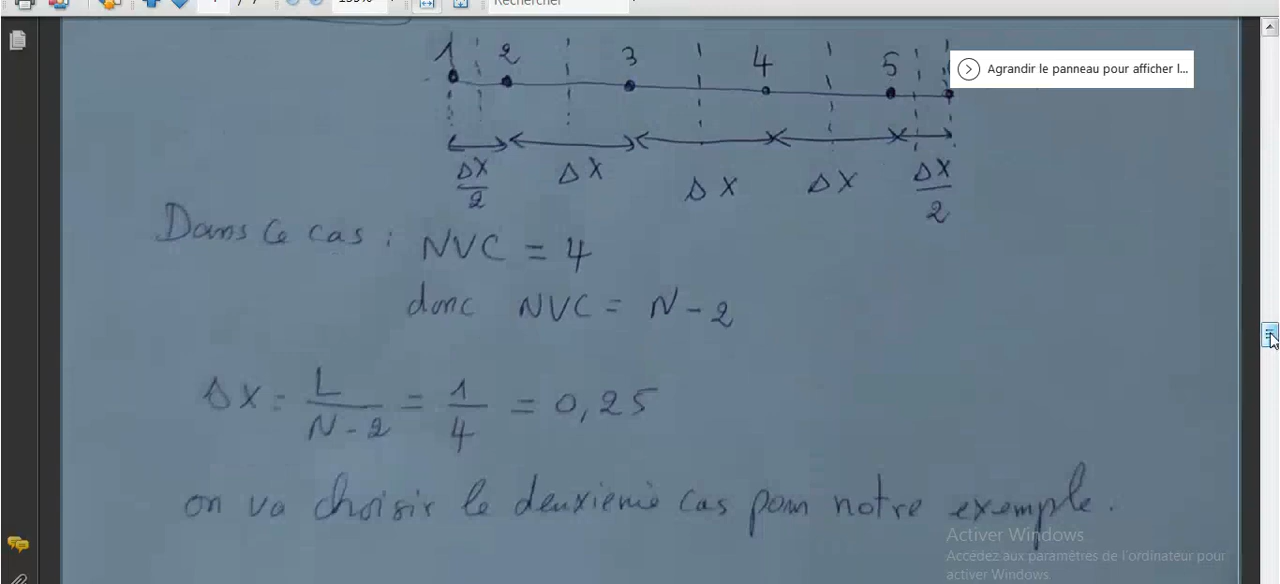 139%
Rechercher
1 2 3 4 5
Agrandir le panneau pour afficher l...
ΔX/2 ΔX ΔX ΔX ΔX/2
Dans ce cas : NVC = 4
donc NVC = N - 2
ΔX = L/(N - 2) = 1/4 = 0,25
on va choisir le deuxième cas pour notre exemple.
Activer Windows
Accédez aux paramètres de l'ordinateur pour
activer Windows